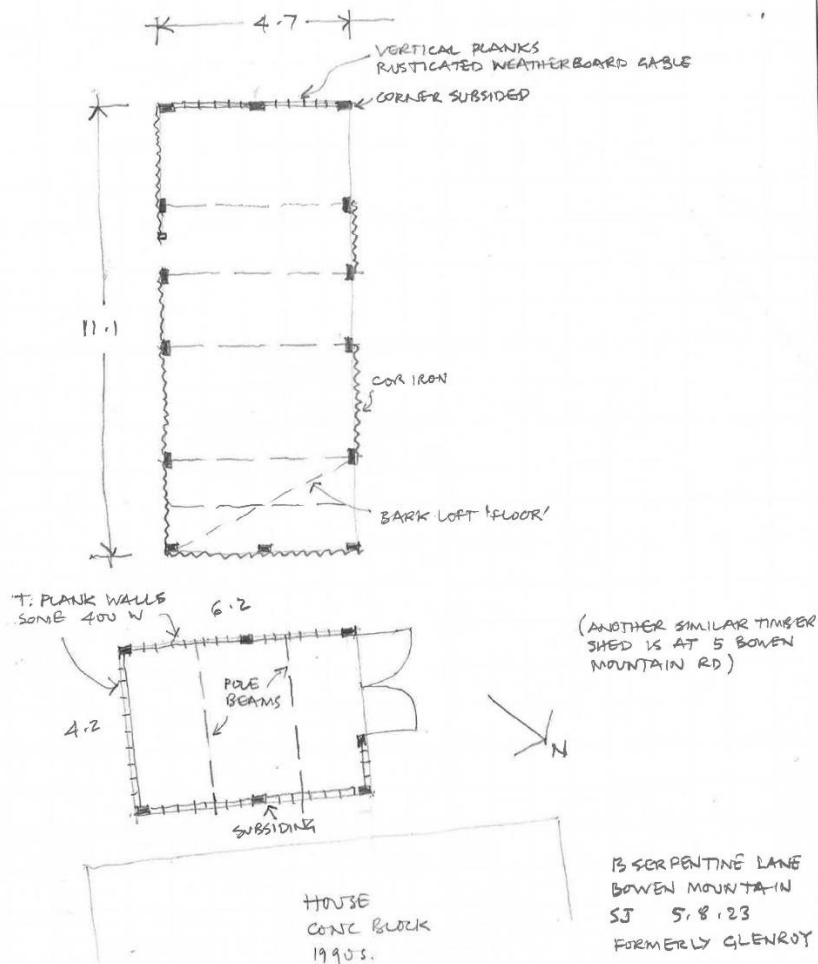 4.7
VERTICAL PLANKS
RUSTICATED WEATHERBOARD GABLE
CORNER SUBSIDED
11.1
COR IRON
BARK LOFT 'FLOOR'
T. PLANK WALLS
SOME 400 W
6.2
(ANOTHER SIMILAR TIMBER
SHED IS AT 5 BOWEN
MOUNTAIN RD)
POLE
BEAMS
4.2
N
SUBSIDING
HOUSE
CONC BLOCK
1990S.
SERPENTINE LANE
BOWEN MOUNTAIN
SJ 5.8.23
FORMERLY GLENROY